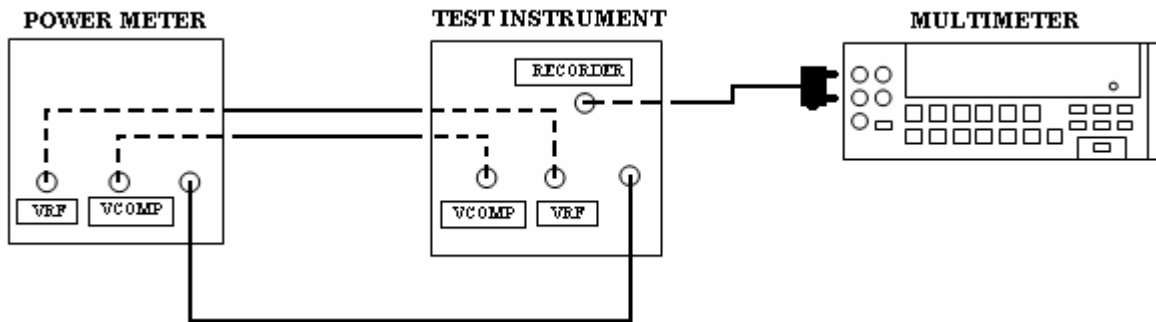 POWER METER
TEST INSTRUMENT
MULTIMETER
RECORDER
VRF
VCOMP
VCOMP
VRF